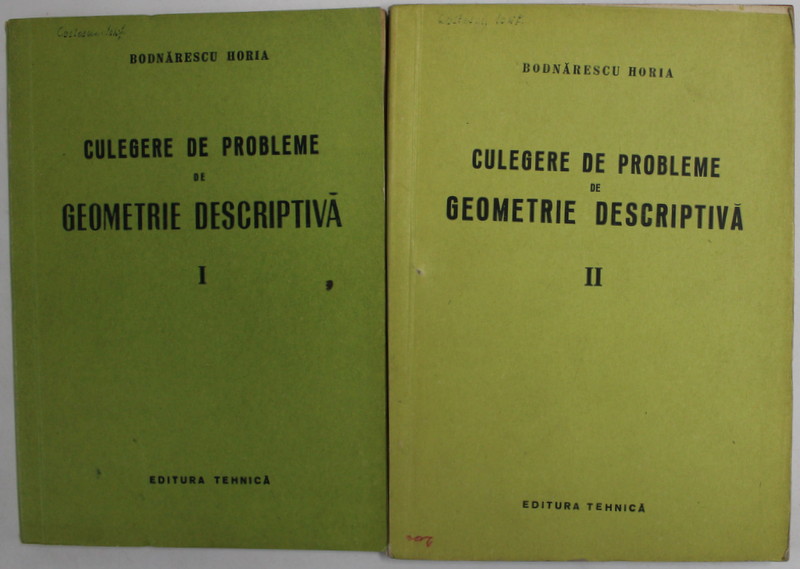 BODNĂRESCU HORIA
CULEGERE DE PROBLEME
DE
GEOMETRIE DESCRIPTIVĂ
I
EDITURA TEHNICĂ
BODNĂRESCU HORIA
CULEGERE DE PROBLEME
DE
GEOMETRIE DESCRIPTIVĂ
II
EDITURA TEHNICĂ